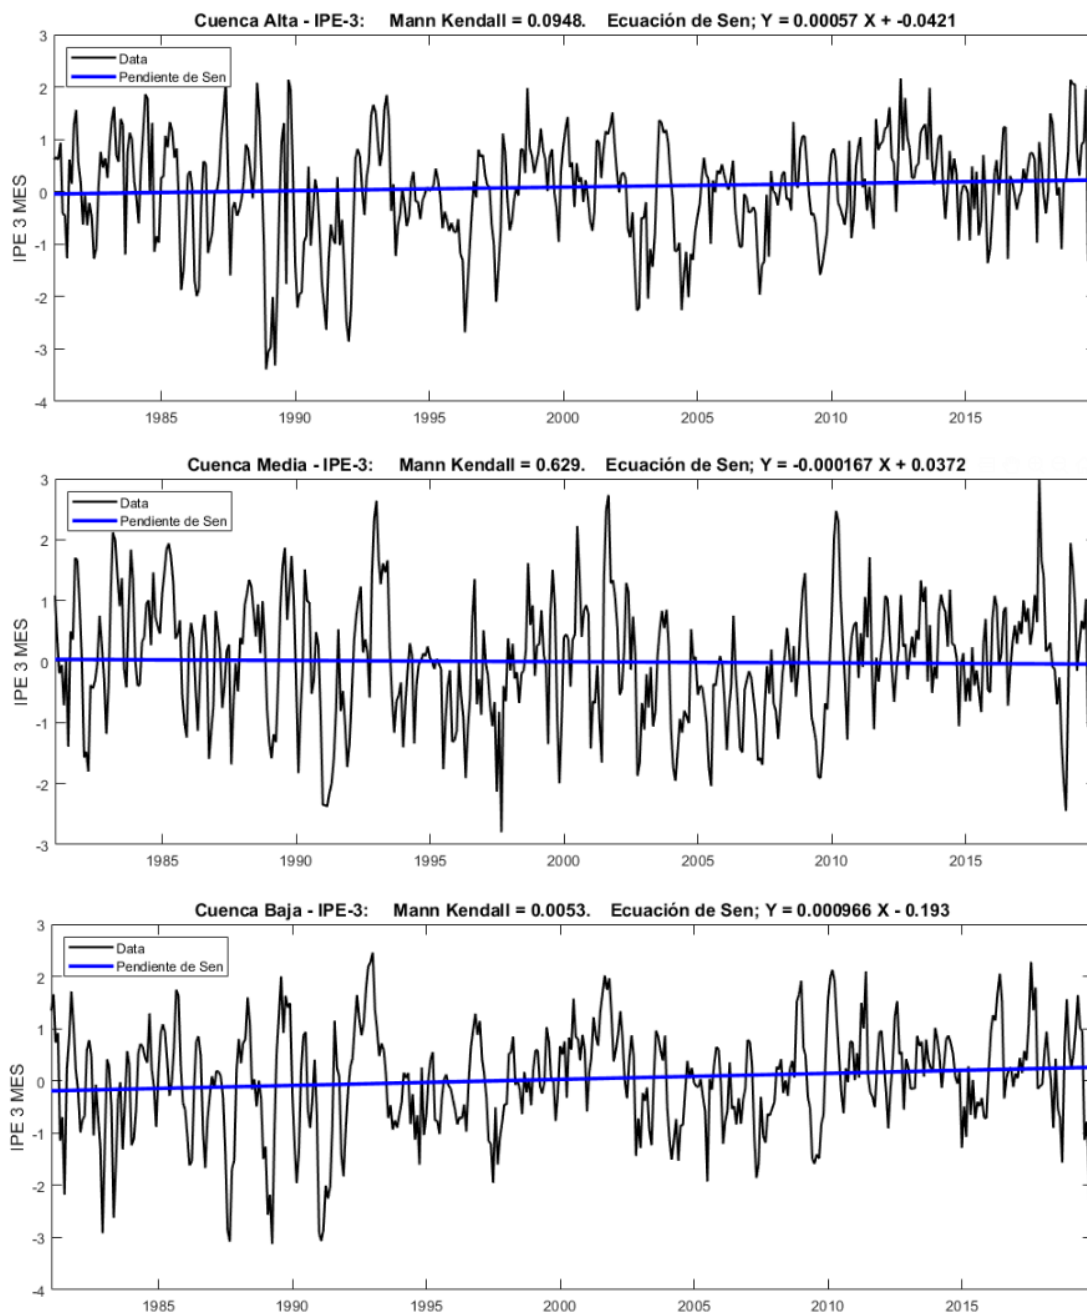 Cuenca Alta - IPE-3: Mann Kendall = 0.0948. Ecuación de Sen; Y = 0.00057 X + -0.0421
3
2
1
0
-1
-2
-3
-4
IPE 3 MES
Data
Pendiente de Sen
1985 1990 1995 2000 2005 2010 2015
Cuenca Media - IPE-3: Mann Kendall = 0.629. Ecuación de Sen; Y = -0.000167 X + 0.0372
3
2
1
0
-1
-2
-3
IPE 3 MES
Data
Pendiente de Sen
1985 1990 1995 2000 2005 2010 2015
Cuenca Baja - IPE-3: Mann Kendall = 0.0053. Ecuación de Sen; Y = 0.000966 X - 0.193
3
2
1
0
-1
-2
-3
-4
IPE 3 MES
Data
Pendiente de Sen
1985 1990 1995 2000 2005 2010 2015